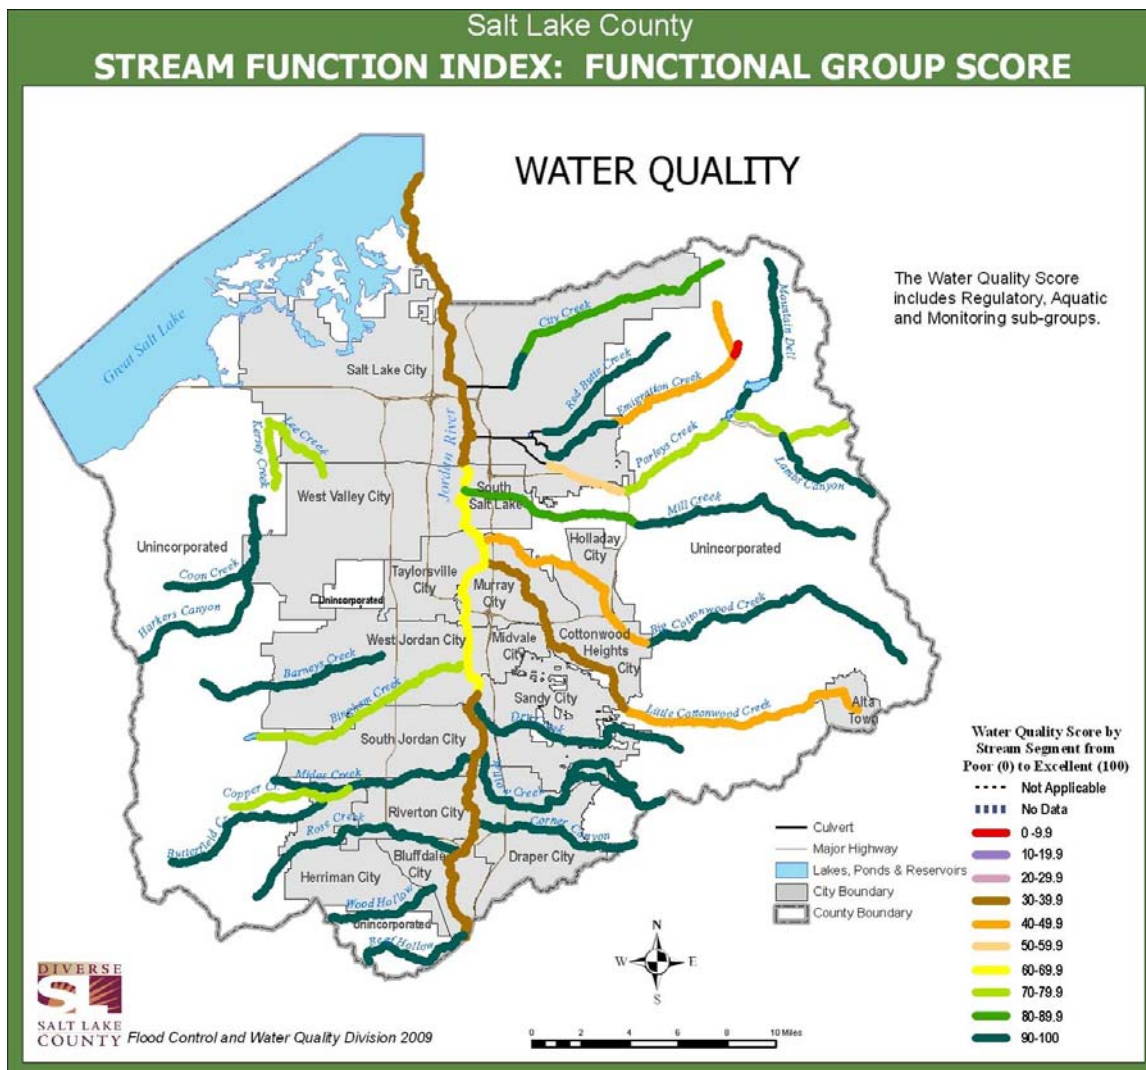 Salt Lake County
STREAM FUNCTION INDEX: FUNCTIONAL GROUP SCORE
WATER QUALITY
The Water Quality Score
includes Regulatory, Aquatic
and Monitoring sub-groups.
Great Salt Lake
Salt Lake City
City Creek
Mountain Dell
Red Butte Creek
Emigration Creek
Parleys Creek
Lambs Canyon
Jordan River
Lee Creek
Kersey Creek
West Valley City
South
Salt Lake
Mill Creek
Unincorporated
Holladay
City
Unincorporated
Coon Creek
Taylorsville
City
Murray
City
Unincorporated
Harkers Canyon
Big Cottonwood Creek
West Jordan City
Midvale
City
Cottonwood
Heights
City
Barneys Creek
Bingham Creek
Sandy City
Little Cottonwood Creek
Alta
Town
South Jordan City
Midas Creek
Copper Cr.
Creek
Riverton City
Butterfield Cr.
Rose Creek
Corner Canyon
Bluffdale
City
Draper City
Herriman City
Wood Hollow
Unincorporated
Beef Hollow
Water Quality Score by
Stream Segment from
Poor (0) to Excellent (100)
Not Applicable
No Data
0 -9.9
10-19.9
20-29.9
30-39.9
40-49.9
50-59.9
60-69.9
70-79.9
80-89.9
90-100
Culvert
Major Highway
Lakes, Ponds & Reservoirs
City Boundary
County Boundary
N
W
E
S
DIVERSE
SL
SALT LAKE
COUNTY
Flood Control and Water Quality Division 2009
0 2 4 6 8 10 Miles